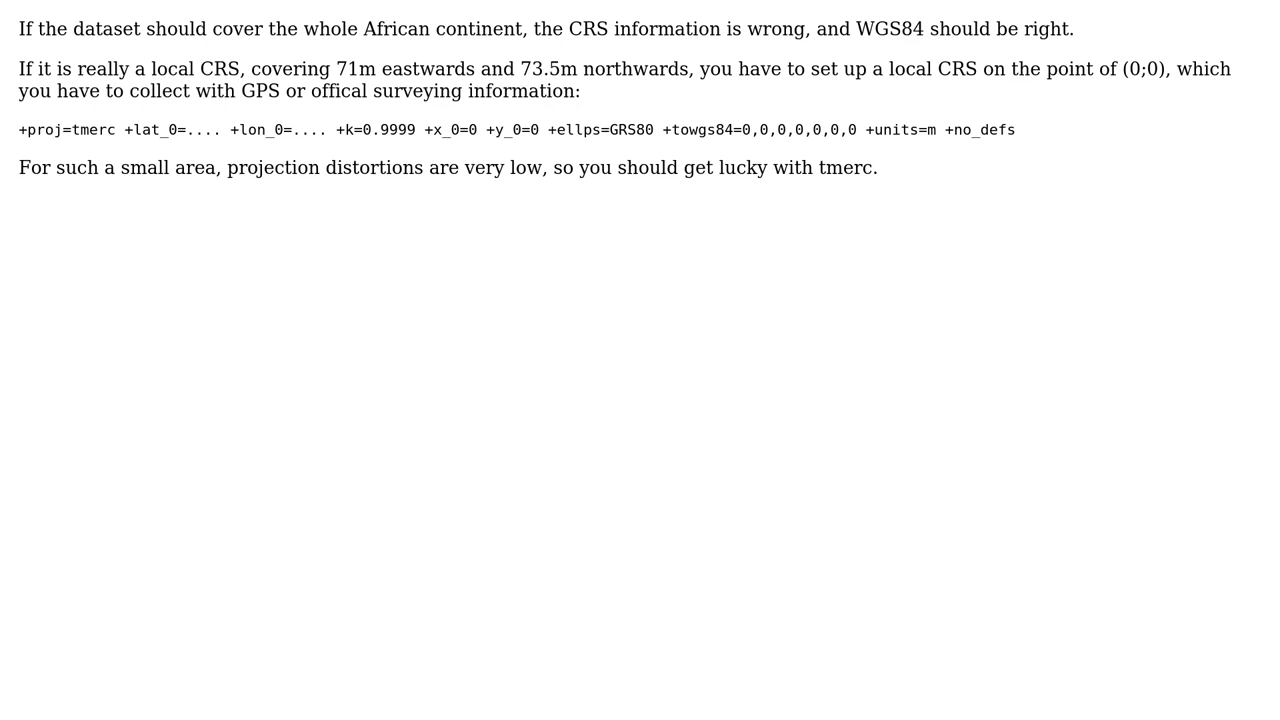 If the dataset should cover the whole African continent, the CRS information is wrong, and WGS84 should be right.
If it is really a local CRS, covering 71m eastwards and 73.5m northwards, you have to set up a local CRS on the point of (0;0), which
you have to collect with GPS or offical surveying information:
+proj=tmerc +lat_0=.... +lon_0=.... +k=0.9999 +x_0=0 +y_0=0 +ellps=GRS80 +towgs84=0,0,0,0,0,0,0 +units=m +no_defs
For such a small area, projection distortions are very low, so you should get lucky with tmerc.